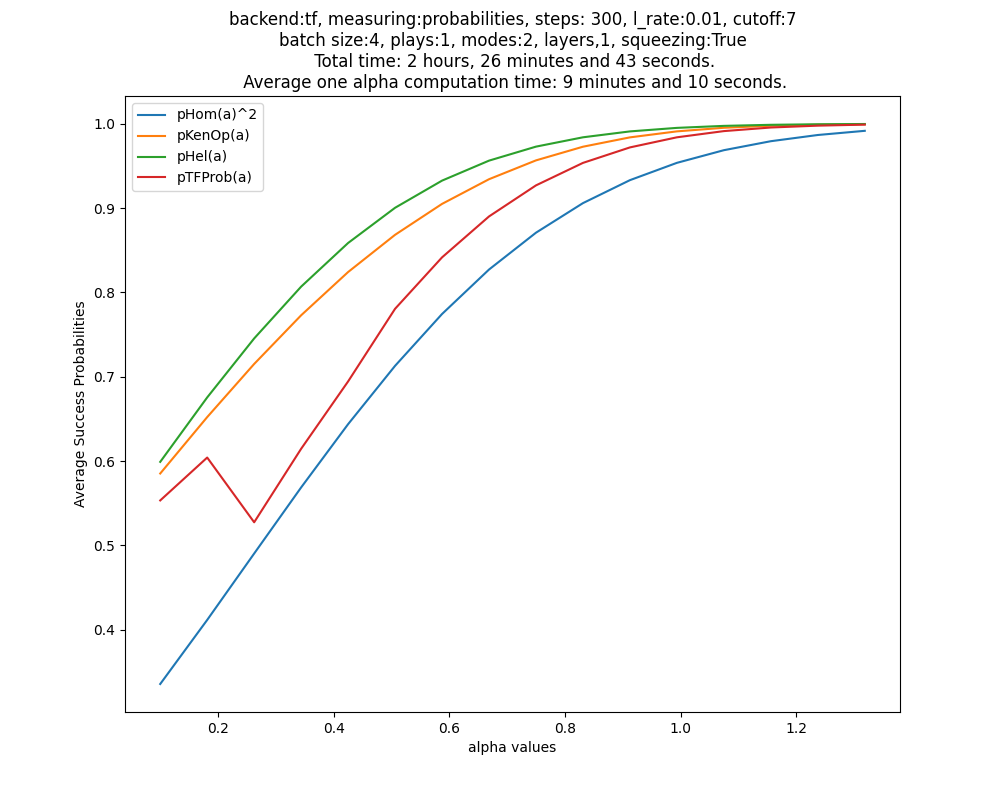 backend:tf, measuring:probabilities, steps: 300, l_rate:0.01, cutoff:7
batch size:4, plays:1, modes:2, layers,1, squeezing:True
Total time: 2 hours, 26 minutes and 43 seconds.
Average one alpha computation time: 9 minutes and 10 seconds.
pHom(a)^2
pKenOp(a)
pHel(a)
pTFProb(a)
Average Success Probabilities
1.0
0.9
0.8
0.7
0.6
0.5
0.4
0.2 0.4 0.6 0.8 1.0 1.2
alpha values